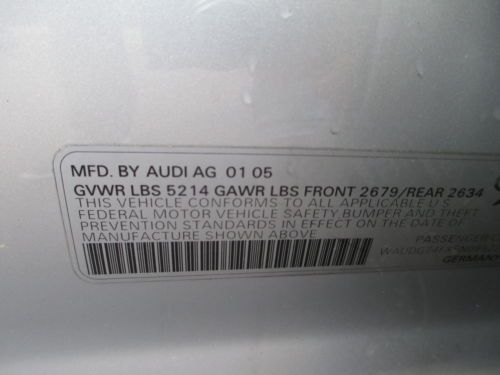 MFD. BY AUDI AG 01 05
GVWR LBS 5214 GAWR LBS FRONT 2679/REAR 2634
THIS VEHICLE CONFORMS TO ALL APPLICABLE U.S
FEDERAL MOTOR VEHICLE SAFETY BUMPER AND THEFT
PREVENTION STANDARDS IN EFFECT ON THE DATE OF
MANUFACTURE SHOWN ABOVE
GERMANY